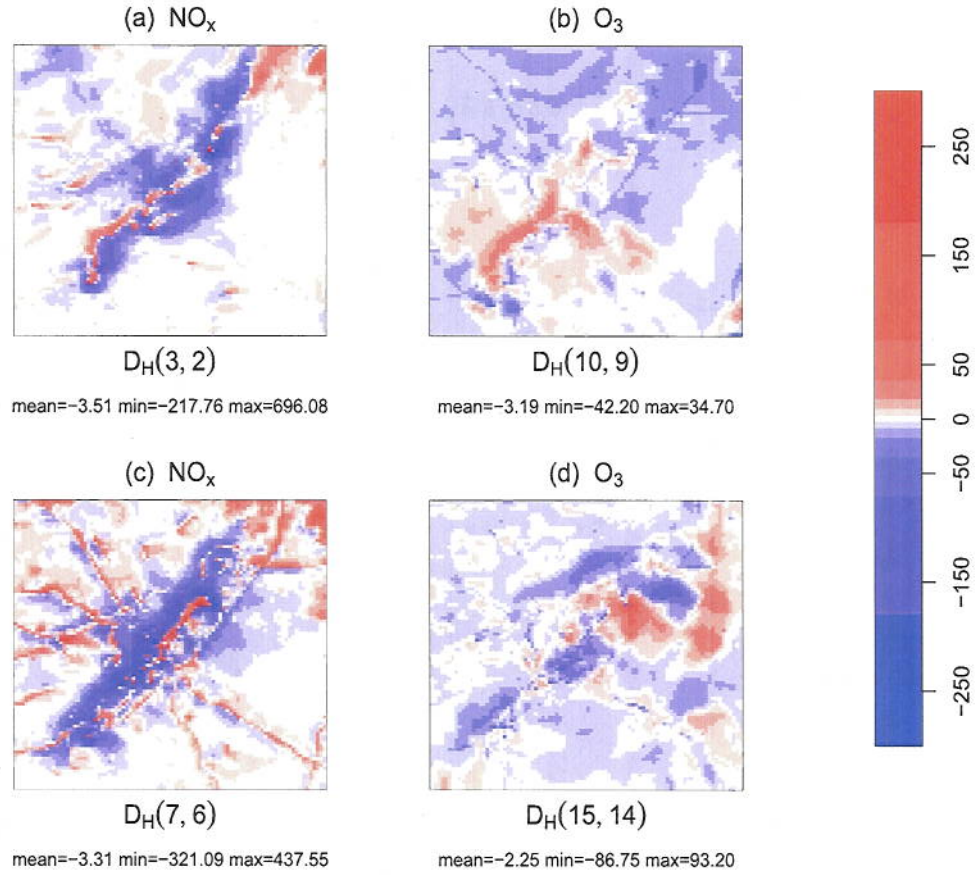 (a) NOx
(b) O3
DH(3, 2)
DH(10, 9)
mean=−3.51 min=−217.76 max=696.08
mean=−3.19 min=−42.20 max=34.70
(c) NOx
(d) O3
DH(7, 6)
DH(15, 14)
mean=−3.31 min=−321.09 max=437.55
mean=−2.25 min=−86.75 max=93.20
250
150
50
0
−50
−150
−250